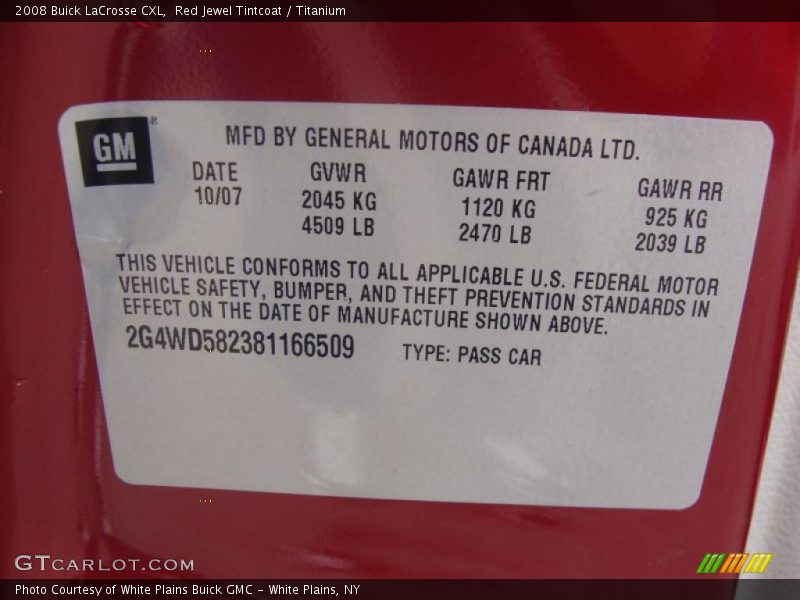 2008 Buick LaCrosse CXL, Red Jewel Tintcoat / Titanium
GM®
MFD BY GENERAL MOTORS OF CANADA LTD.
DATE GVWR GAWR FRT GAWR RR
10/07 2045 KG 1120 KG 925 KG
4509 LB 2470 LB 2039 LB
THIS VEHICLE CONFORMS TO ALL APPLICABLE U.S. FEDERAL MOTOR
VEHICLE SAFETY, BUMPER, AND THEFT PREVENTION STANDARDS IN
EFFECT ON THE DATE OF MANUFACTURE SHOWN ABOVE.
2G4WD582381166509 TYPE: PASS CAR
GTCARLOT.COM
Photo Courtesy of White Plains Buick GMC - White Plains, NY